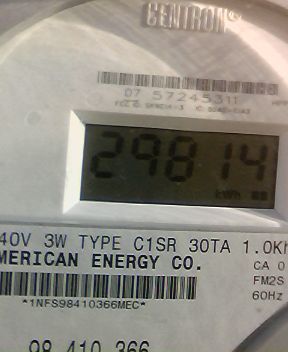 CENTRON®
07 57245311
29814
kWh
40V 3W TYPE C1SR 30TA 1.0Kh
MERICAN ENERGY CO.
CA 0
FM2S
60Hz
*1NFS98410366MEC*
98 410 366